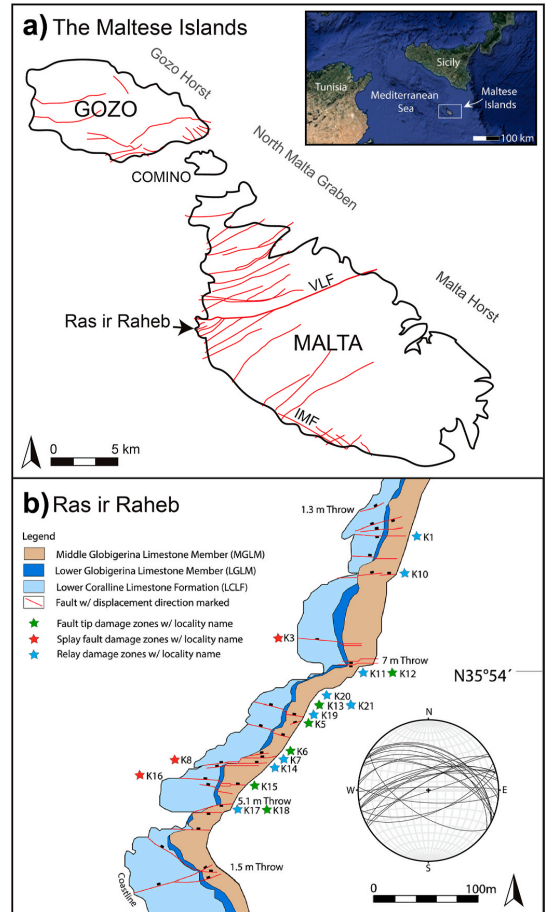 a) The Maltese Islands
Gozo Horst
GOZO
COMINO
North Malta Graben
Sicily
Tunisia
Mediterranean
Sea
Maltese
Islands
100 km
VLF
Malta Horst
Ras ir Raheb
MALTA
IMF
0 5 km
b) Ras ir Raheb
Legend
Middle Globigerina Limestone Member (MGLM)
Lower Globigerina Limestone Member (LGLM)
Lower Coralline Limestone Formation (LCLF)
Fault w/ displacement direction marked
Fault tip damage zones w/ locality name
Splay fault damage zones w/ locality name
Relay damage zones w/ locality name
1.3 m Throw
K1
K10
K3
7 m Throw
K11 K12
N35°54´
K20
K13 K21
K19
K5
K6
K8 K7
K14
K16
K15
5.1 m Throw
K17 K18
1.5 m Throw
Coastline
N
W E
S
0 100m